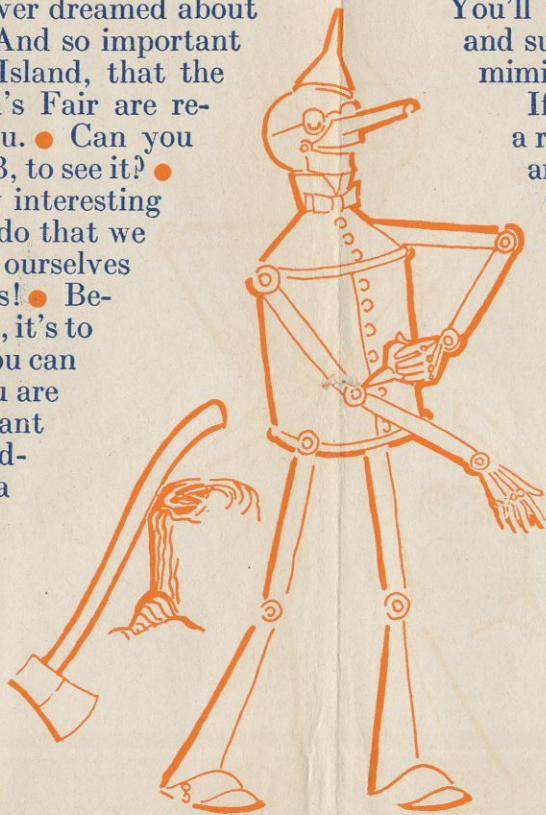 ver dreamed about
And so important
Island, that the
's Fair are re-
u. ● Can you
3, to see it? ●
interesting
do that we
ourselves
s! ● Be-
, it's to
ou can
u are
ant
d-
a
You'll
and su
mimi
If
a r
an